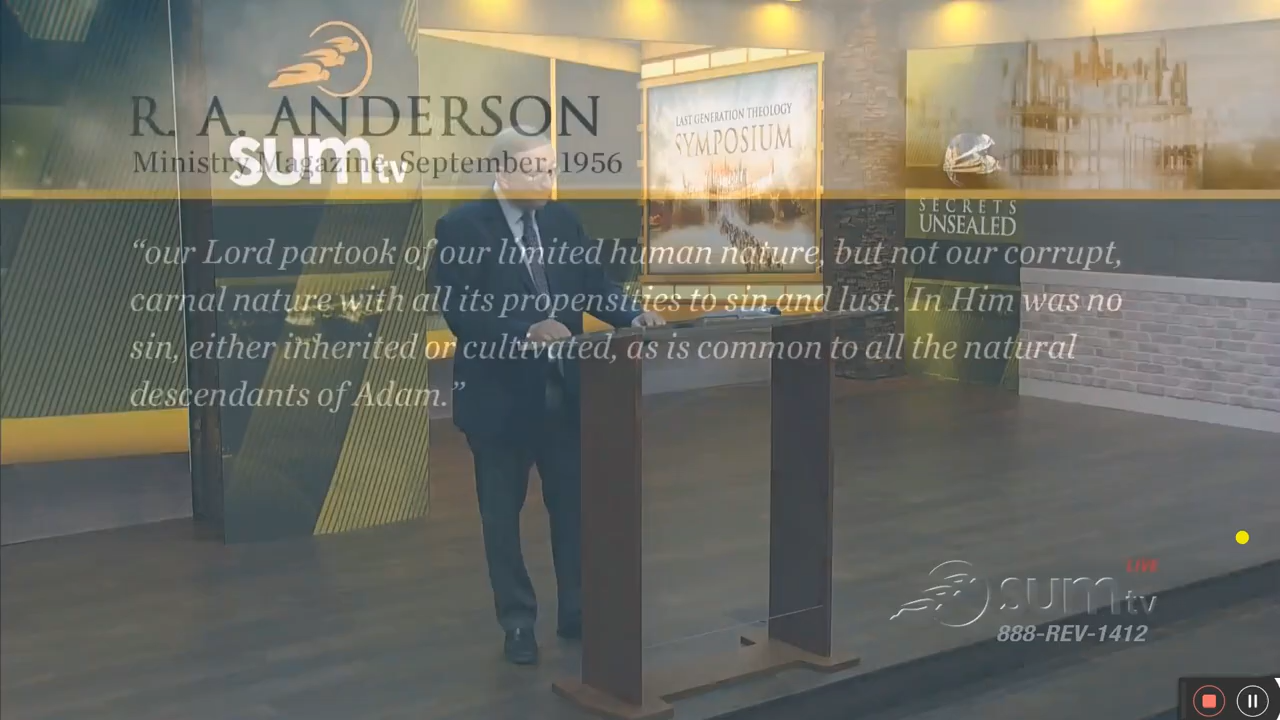 R. A. ANDERSON
Ministry Magazine, September, 1956
sumtv
LAST GENERATION THEOLOGY
SYMPOSIUM
SECRETS
UNSEALED
“our Lord partook of our limited human nature, but not our corrupt,
carnal nature with all its propensities to sin and lust. In Him was no
sin, either inherited or cultivated, as is common to all the natural
descendants of Adam.”
LIVE
sumtv
888-REV-1412